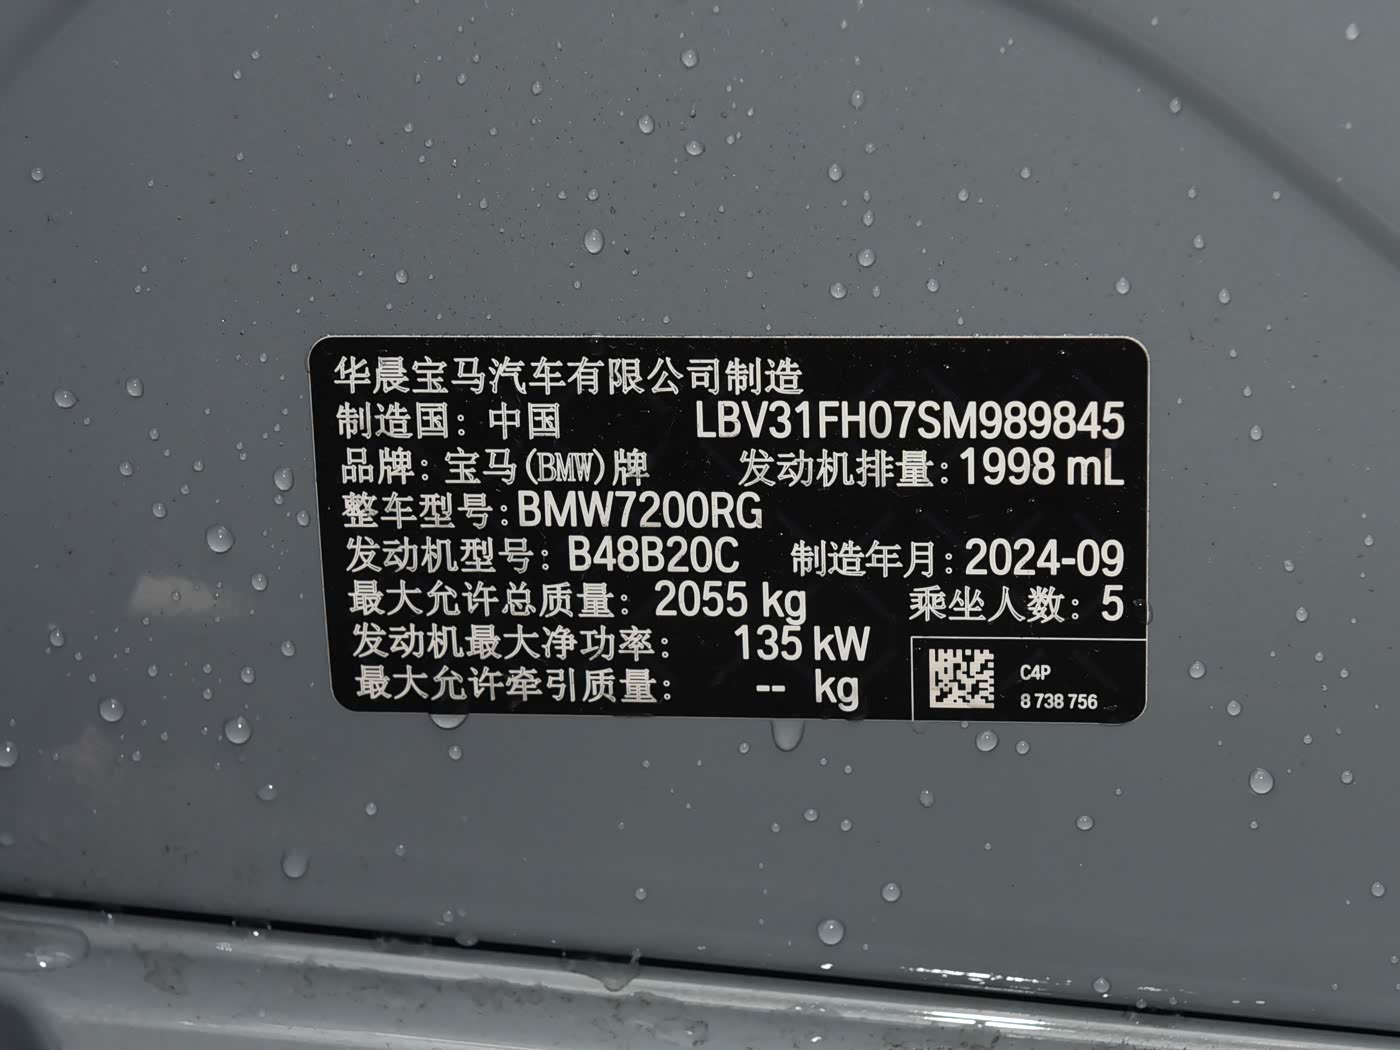 华晨宝马汽车有限公司制造
制造国：中国 LBV31FH07SM989845
品牌：宝马(BMW)牌 发动机排量：1998 mL
整车型号：BMW7200RG
发动机型号：B48B20C 制造年月：2024-09
最大允许总质量：2055 kg 乘坐人数：5
发动机最大净功率：135 kW
最大允许牵引质量：-- kg
C4P
8 738 756